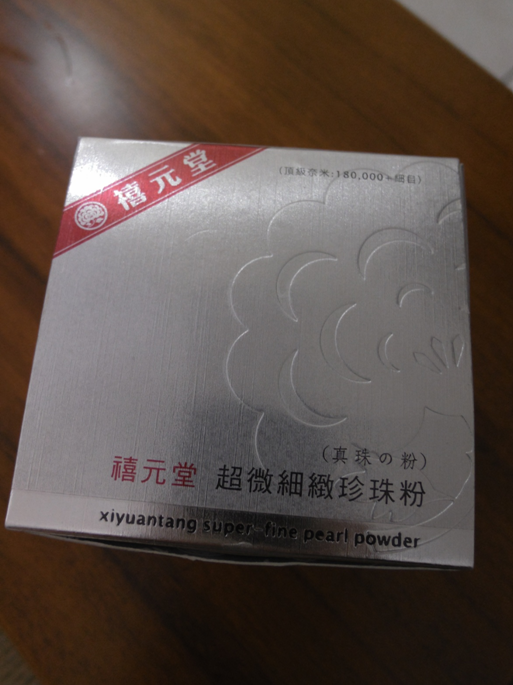 禧元堂
(頂級奈米:180,000+細目)
(真珠の粉)
禧元堂 超微細緻珍珠粉
xiyuantang super-fine pearl powder